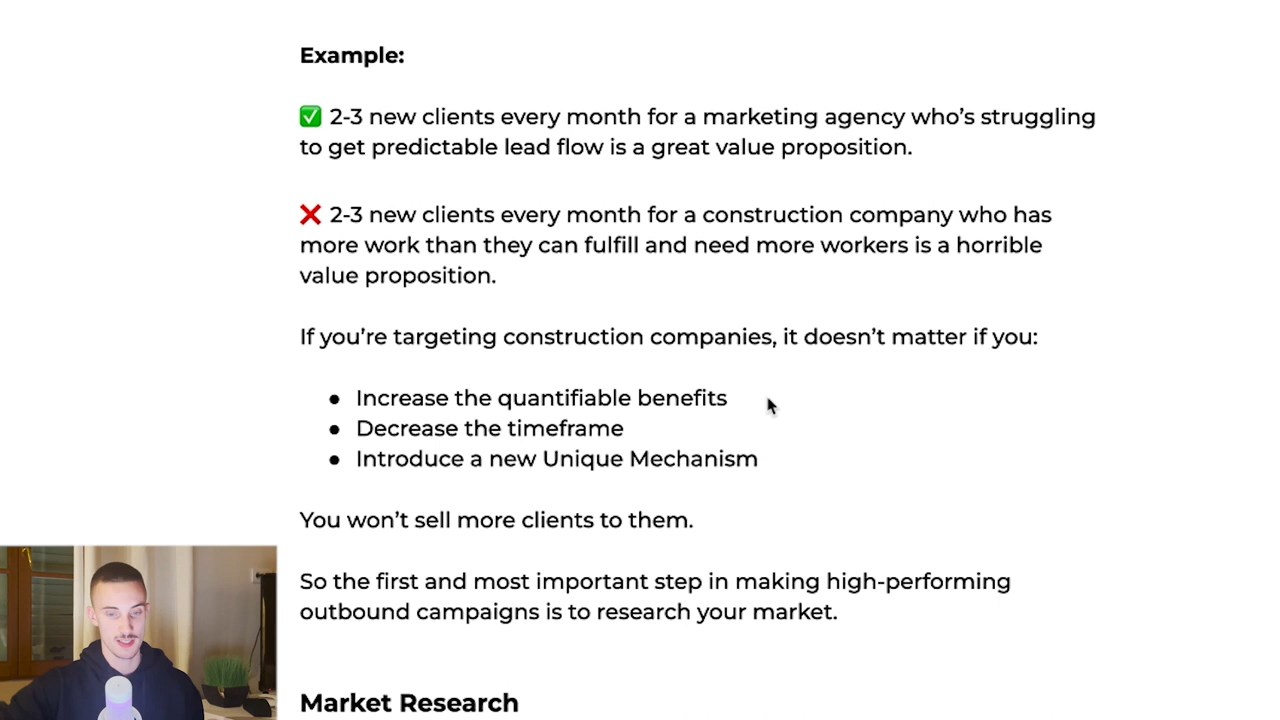 Example:
✅ 2-3 new clients every month for a marketing agency who’s struggling
to get predictable lead flow is a great value proposition.
❌ 2-3 new clients every month for a construction company who has
more work than they can fulfill and need more workers is a horrible
value proposition.
If you’re targeting construction companies, it doesn’t matter if you:
● Increase the quantifiable benefits
● Decrease the timeframe
● Introduce a new Unique Mechanism
You won’t sell more clients to them.
So the first and most important step in making high-performing
outbound campaigns is to research your market.
Market Research